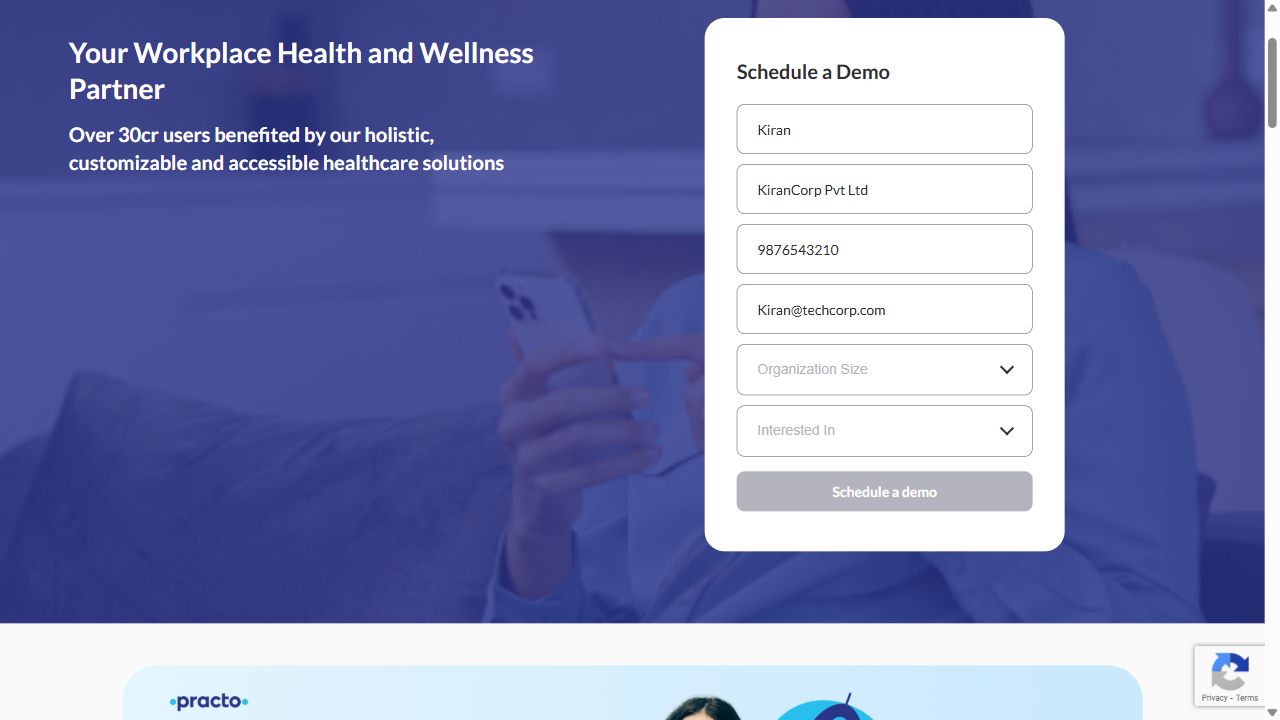 Your Workplace Health and Wellness
Partner
Over 30cr users benefited by our holistic,
customizable and accessible healthcare solutions
Schedule a Demo
Kiran
KiranCorp Pvt Ltd
9876543210
Kiran@techcorp.com
Organization Size
Interested In
Schedule a demo
Privacy - Terms
•practo•